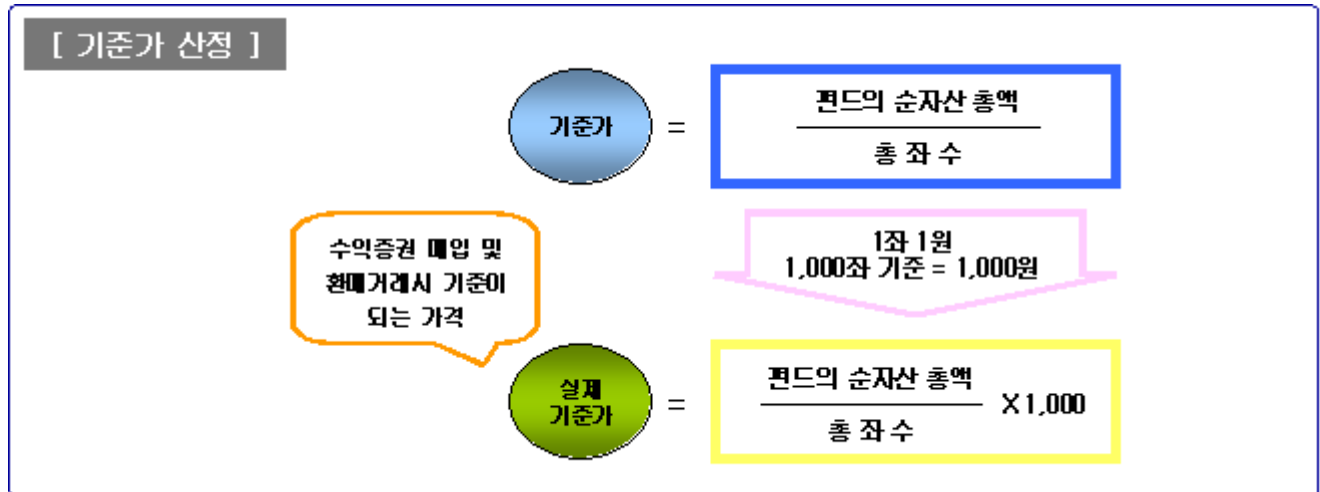 [ 기준가 산정 ]
기준가 = 펀드의 순자산 총액
총 좌 수
1좌 1원
1,000좌 기준 = 1,000원
수익증권 매입 및
환매거래시 기준이
되는 가격
실제
기준가 = 펀드의 순자산 총액
총 좌 수
X 1,000